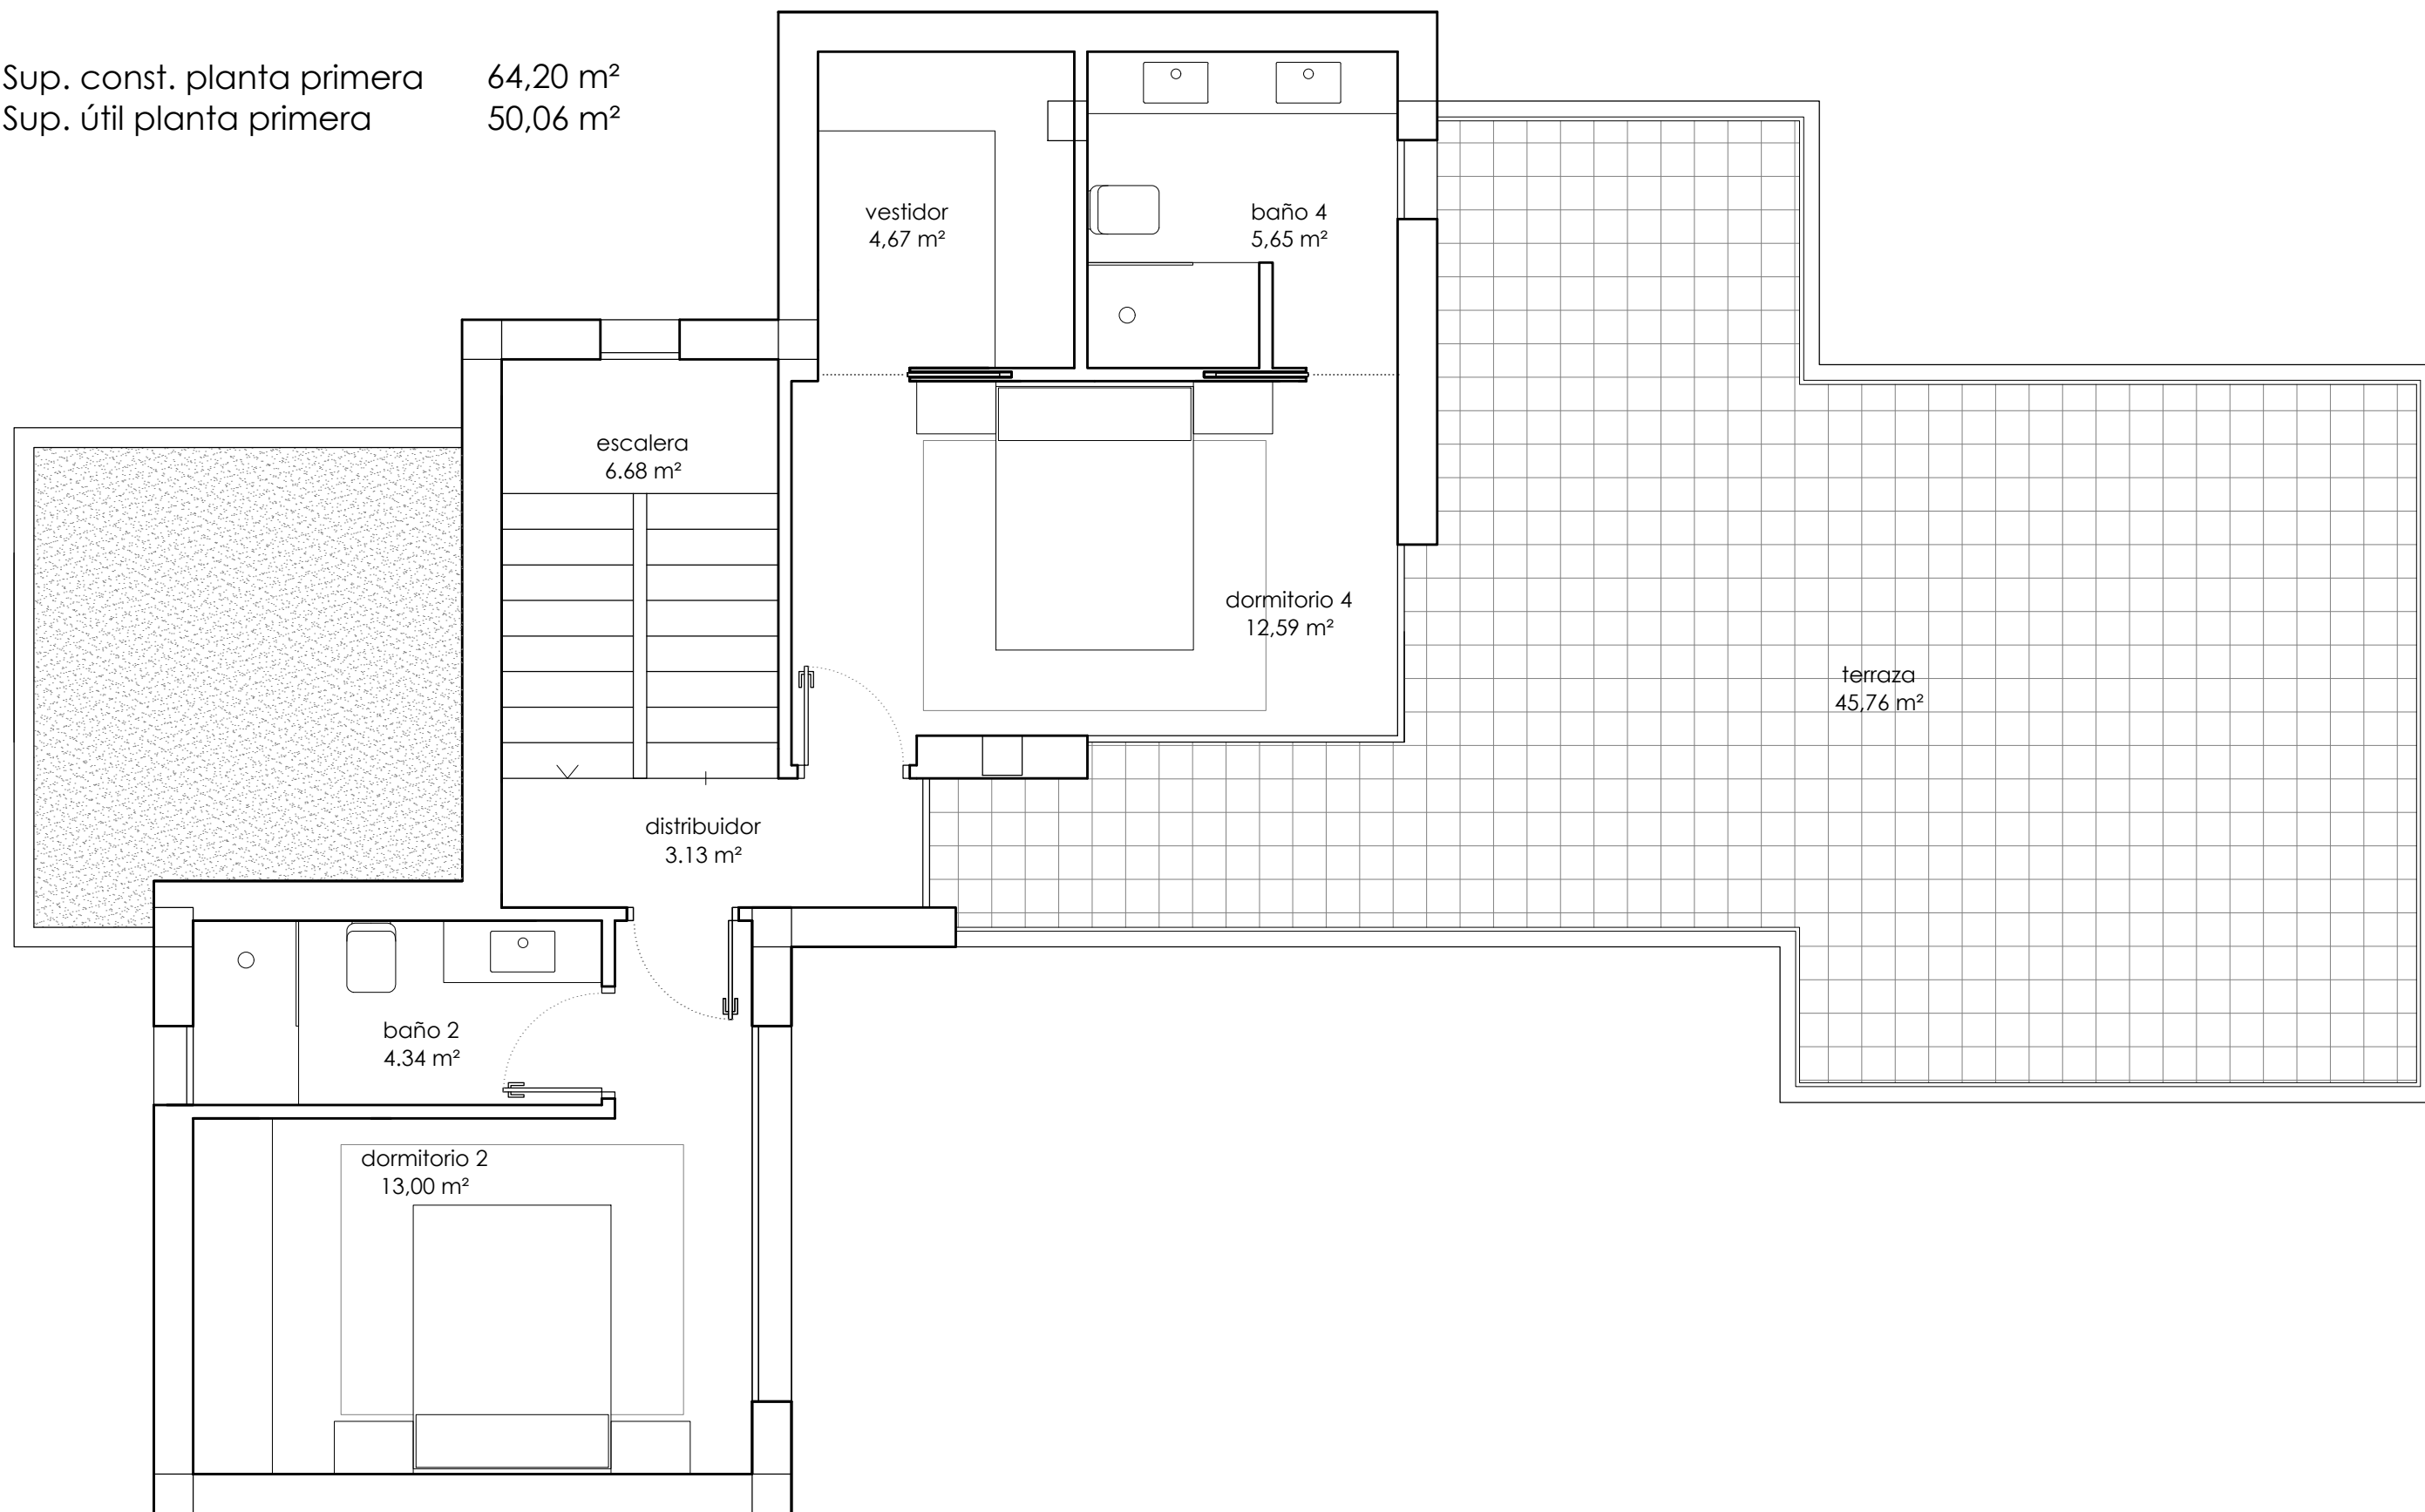 Sup. const. planta primera 64,20 m²
Sup. útil planta primera 50,06 m²
vestidor
4,67 m²
baño 4
5,65 m²
escalera
6.68 m²
dormitorio 4
12,59 m²
terraza
45,76 m²
distribuidor
3.13 m²
baño 2
4.34 m²
dormitorio 2
13,00 m²